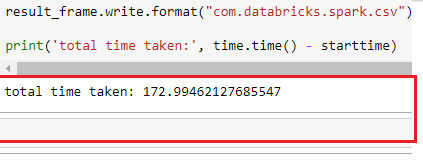 result_frame.write.format("com.databricks.spark.csv")
print('total time taken:', time.time() - starttime)
total time taken: 172.99462127685547